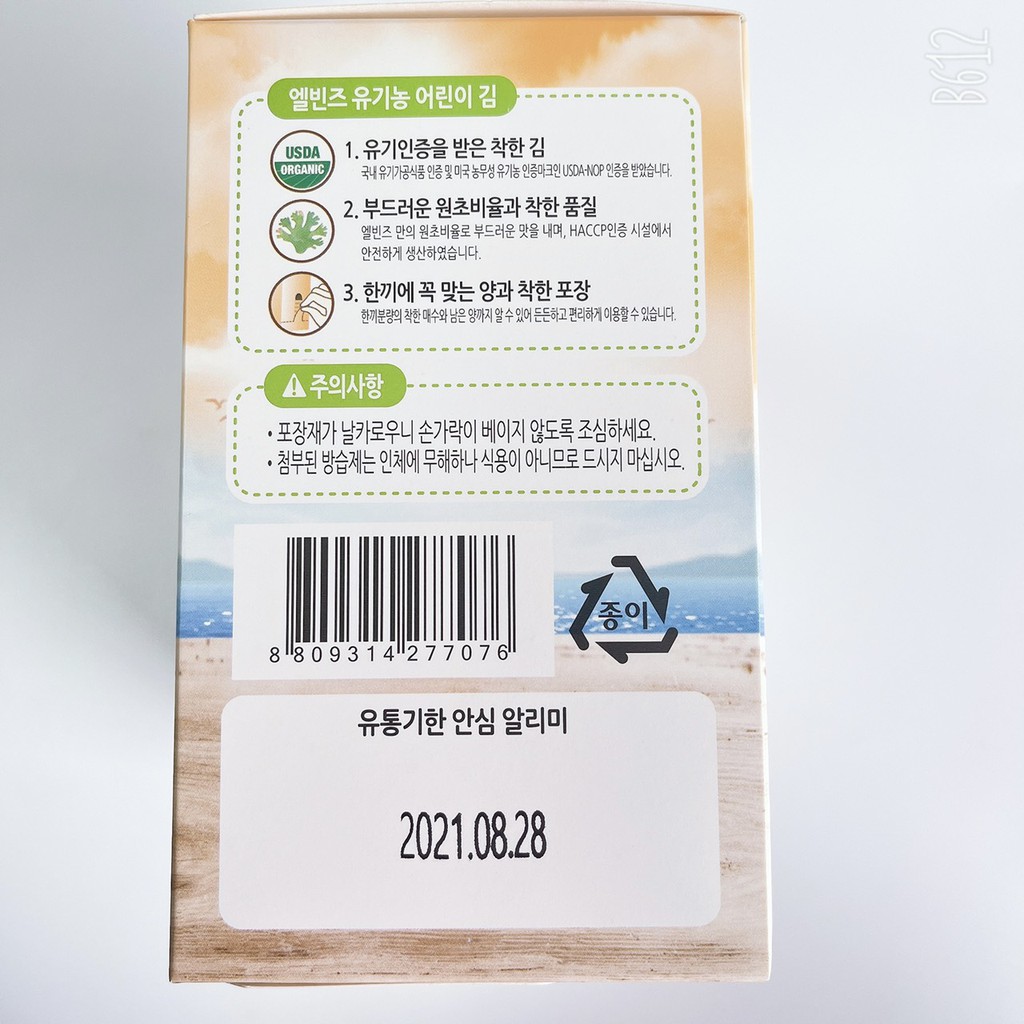 B612
엘빈즈 유기농 어린이 김
USDA
ORGANIC
1. 유기인증을 받은 착한 김
국내 유기가공식품 인증 및 미국 농무성 유기농 인증마크인 USDA-NOP 인증을 받았습니다.
2. 부드러운 원초비율과 착한 품질
엘빈즈 만의 원초비율로 부드러운 맛을 내며, HACCP인증 시설에서
안전하게 생산하였습니다.
3. 한끼에 꼭 맞는 양과 착한 포장
한끼분량의 착한 매수와 남은 양까지 알 수 있어 든든하고 편리하게 이용할 수 있습니다.
주의사항
• 포장재가 날카로우니 손가락이 베이지 않도록 조심하세요.
• 첨부된 방습제는 인체에 무해하나 식용이 아니므로 드시지 마십시오.
종이
8 809314 277076
유통기한 안심 알리미
2021.08.28